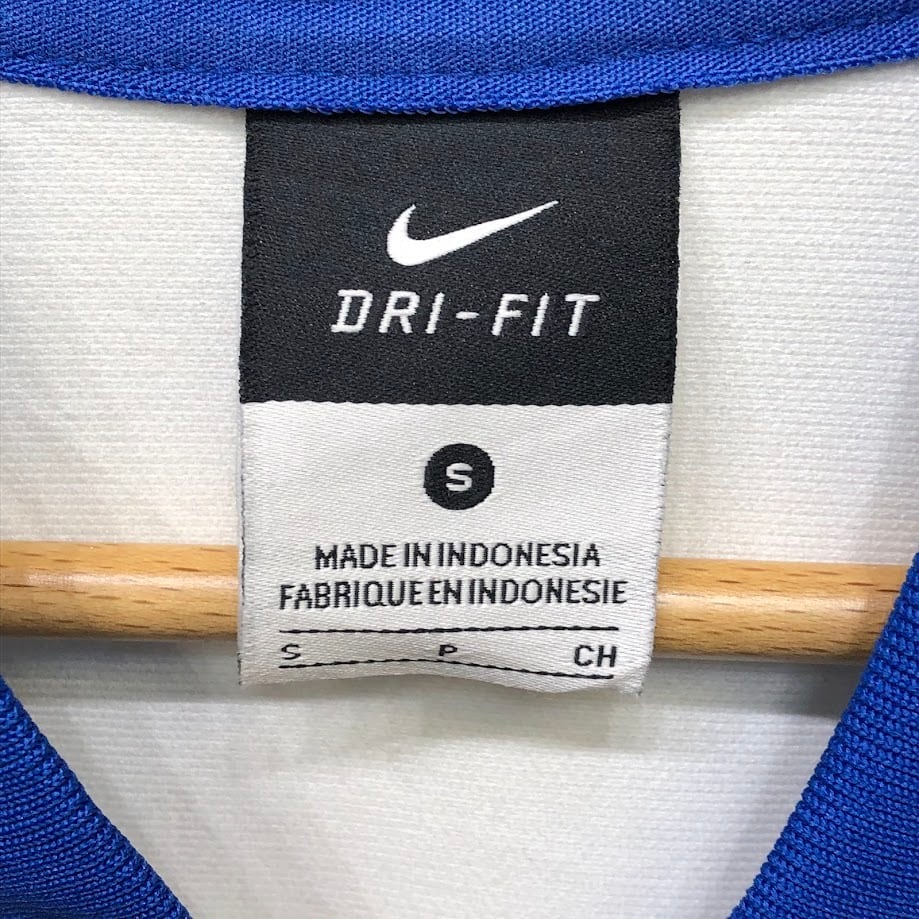 DRI-FIT
S
MADE IN INDONESIA
FABRIQUE EN INDONESIE
S P CH